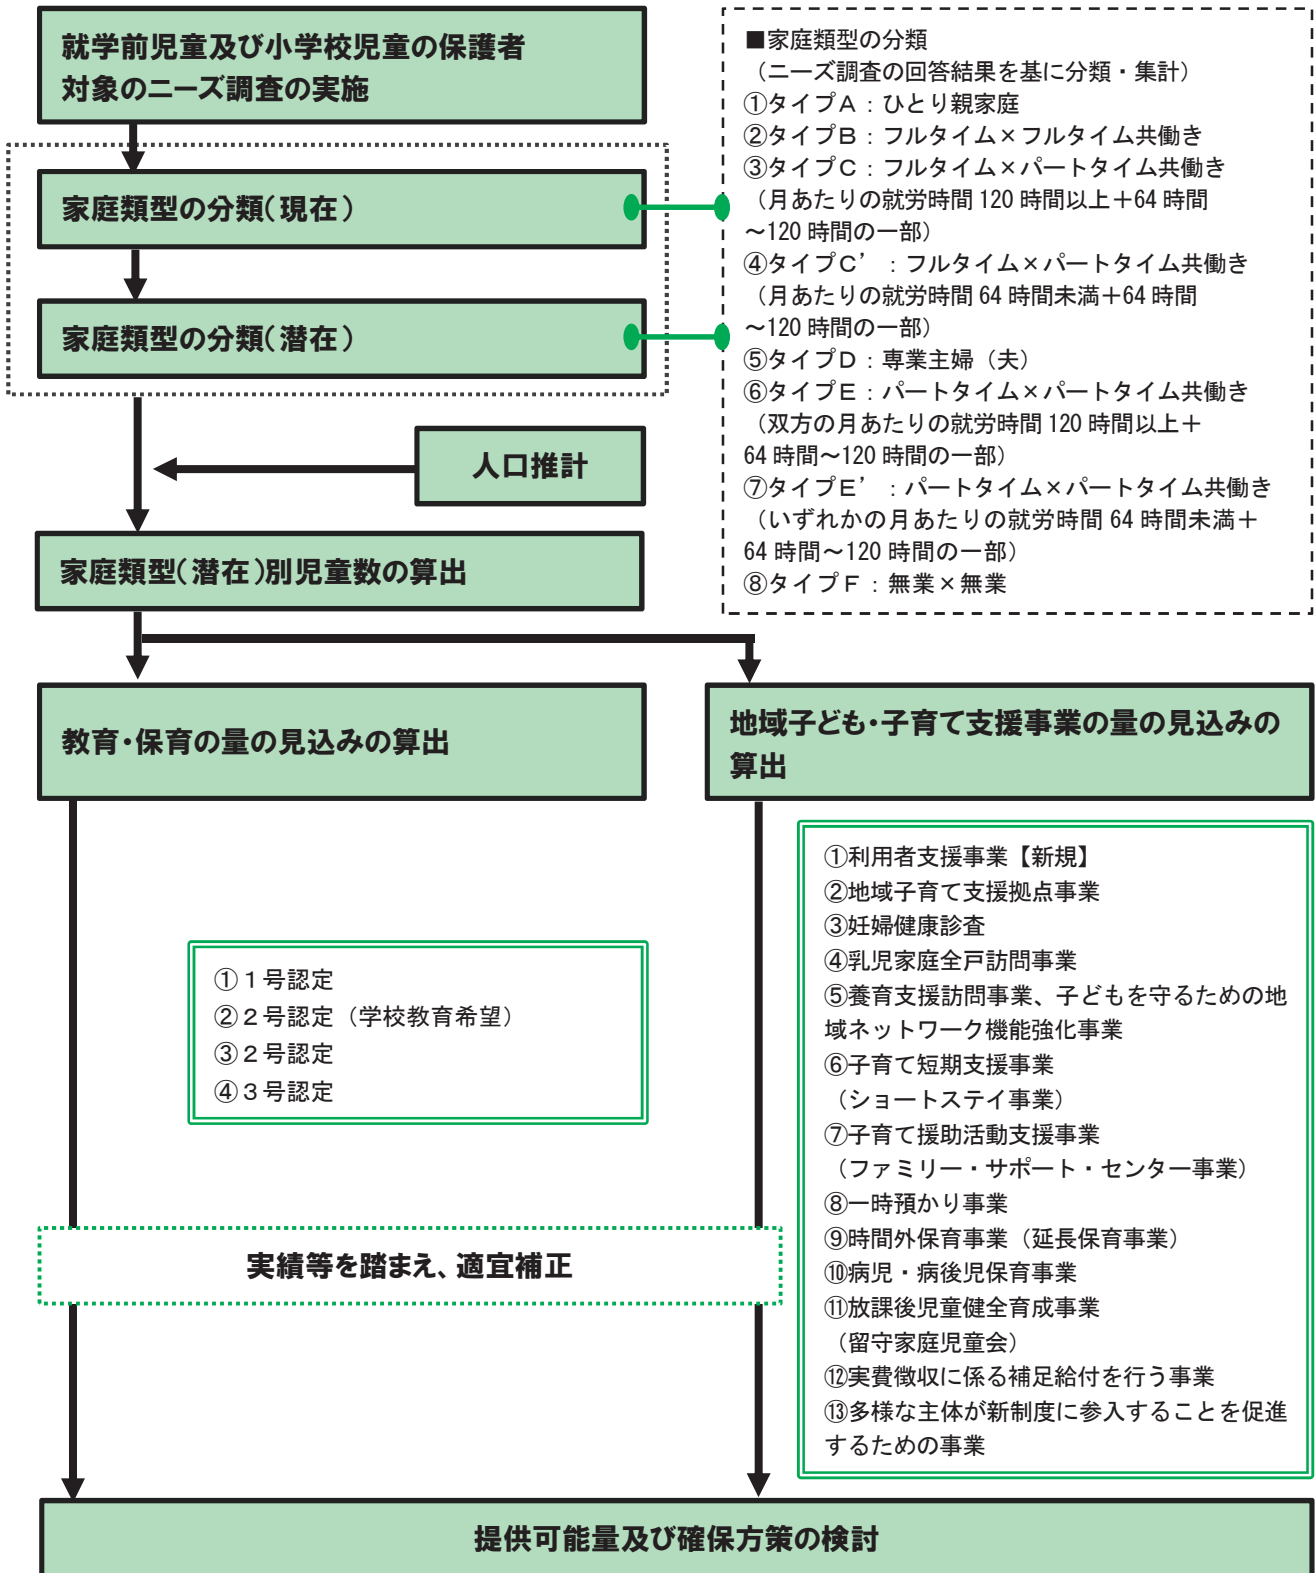 就学前児童及び小学校児童の保護者
対象のニーズ調査の実施
家庭類型の分類(現在)
家庭類型の分類(潜在)
人口推計
家庭類型(潜在)別児童数の算出
■家庭類型の分類
（ニーズ調査の回答結果を基に分類・集計）
①タイプA：ひとり親家庭
②タイプB：フルタイム×フルタイム共働き
③タイプC：フルタイム×パートタイム共働き
（月あたりの就労時間 120 時間以上＋64 時間
～120 時間の一部）
④タイプC’：フルタイム×パートタイム共働き
（月あたりの就労時間 64 時間未満＋64 時間
～120 時間の一部）
⑤タイプD：専業主婦（夫）
⑥タイプE：パートタイム×パートタイム共働き
（双方の月あたりの就労時間 120 時間以上＋
64 時間～120 時間の一部）
⑦タイプE’：パートタイム×パートタイム共働き
（いずれかの月あたりの就労時間 64 時間未満＋
64 時間～120 時間の一部）
⑧タイプF：無業×無業
教育・保育の量の見込みの算出
地域子ども・子育て支援事業の量の見込みの
算出
①１号認定
②２号認定（学校教育希望）
③２号認定
④３号認定
①利用者支援事業【新規】
②地域子育て支援拠点事業
③妊婦健康診査
④乳児家庭全戸訪問事業
⑤養育支援訪問事業、子どもを守るための地
域ネットワーク機能強化事業
⑥子育て短期支援事業
（ショートステイ事業）
⑦子育て援助活動支援事業
（ファミリー・サポート・センター事業）
⑧一時預かり事業
⑨時間外保育事業（延長保育事業）
⑩病児・病後児保育事業
⑪放課後児童健全育成事業
（留守家庭児童会）
⑫実費徴収に係る補足給付を行う事業
⑬多様な主体が新制度に参入することを促進
するための事業
実績等を踏まえ、適宜補正
提供可能量及び確保方策の検討